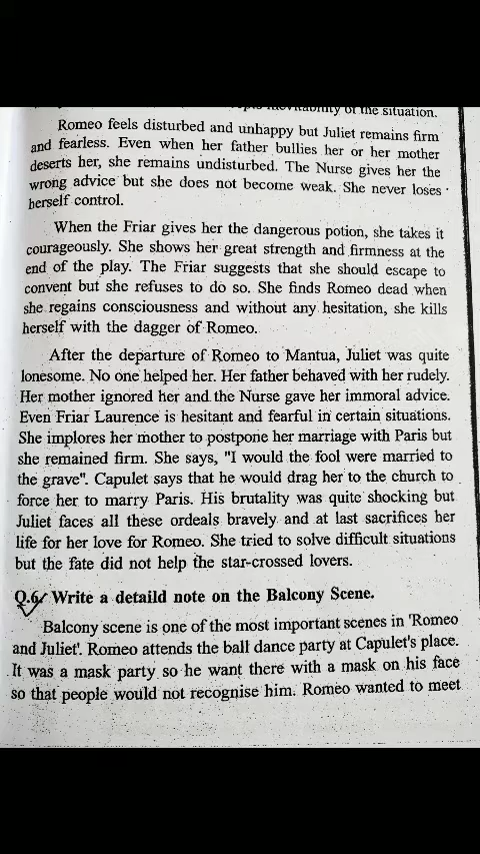 inevitability of the situation.
Romeo feels disturbed and unhappy but Juliet remains firm
and fearless. Even when her father bullies her or her mother
deserts her, she remains undisturbed. The Nurse gives her the
wrong advice but she does not become weak. She never loses
herself control.
When the Friar gives her the dangerous potion, she takes it
courageously. She shows her great strength and firmness at the
end of the play. The Friar suggests that she should escape to
convent but she refuses to do so. She finds Romeo dead when
she regains consciousness and without any hesitation, she kills
herself with the dagger of Romeo.
After the departure of Romeo to Mantua, Juliet was quite
lonesome. No one helped her. Her father behaved with her rudely.
Her mother ignored her and the Nurse gave her immoral advice.
Even Friar Laurence is hesitant and fearful in certain situations.
She implores her mother to postpone her marriage with Paris but
she remained firm. She says, "I would the fool were married to
the grave". Capulet says that he would drag her to the church to
force her to marry Paris. His brutality was quite shocking but
Juliet faces all these ordeals bravely and at last sacrifices her
life for her love for Romeo. She tried to solve difficult situations
but the fate did not help the star-crossed lovers.
Q.6 Write a detaild note on the Balcony Scene.
Balcony scene is one of the most important scenes in 'Romeo
and Juliet'. Romeo attends the ball dance party at Capulet's place.
It was a mask party so he want there with a mask on his face
so that people would not recognise him. Romeo wanted to meet